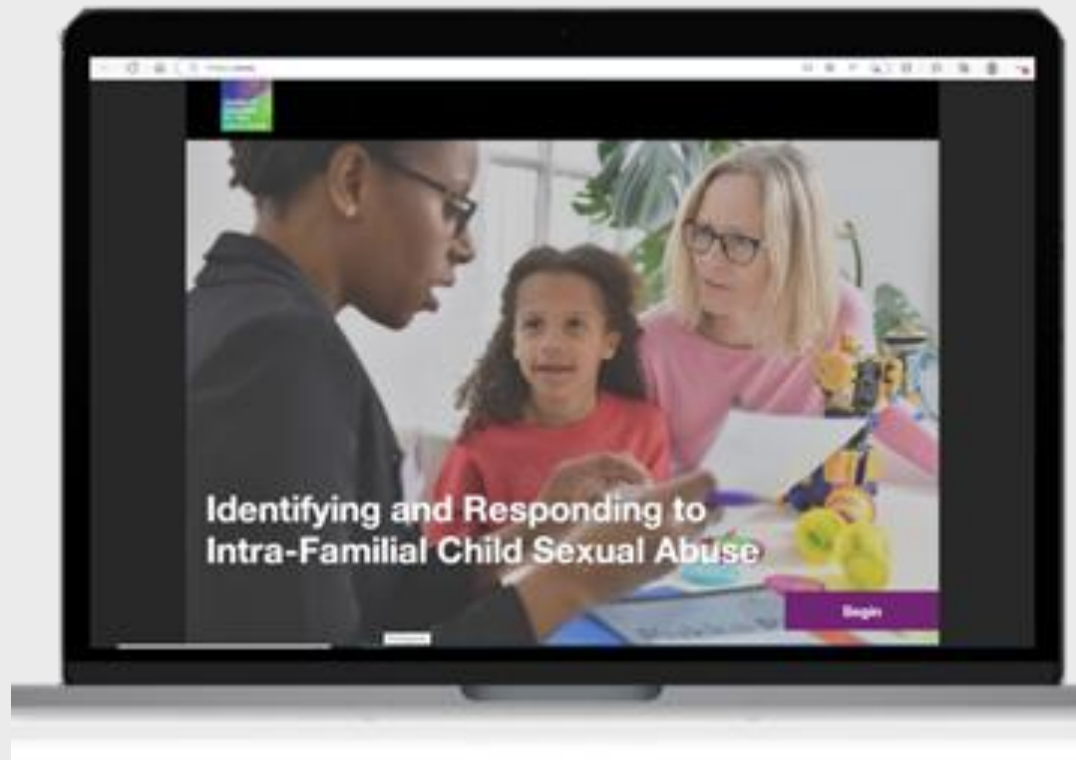 Identifying and Responding to
Intra-Familial Child Sexual Abuse
Begin